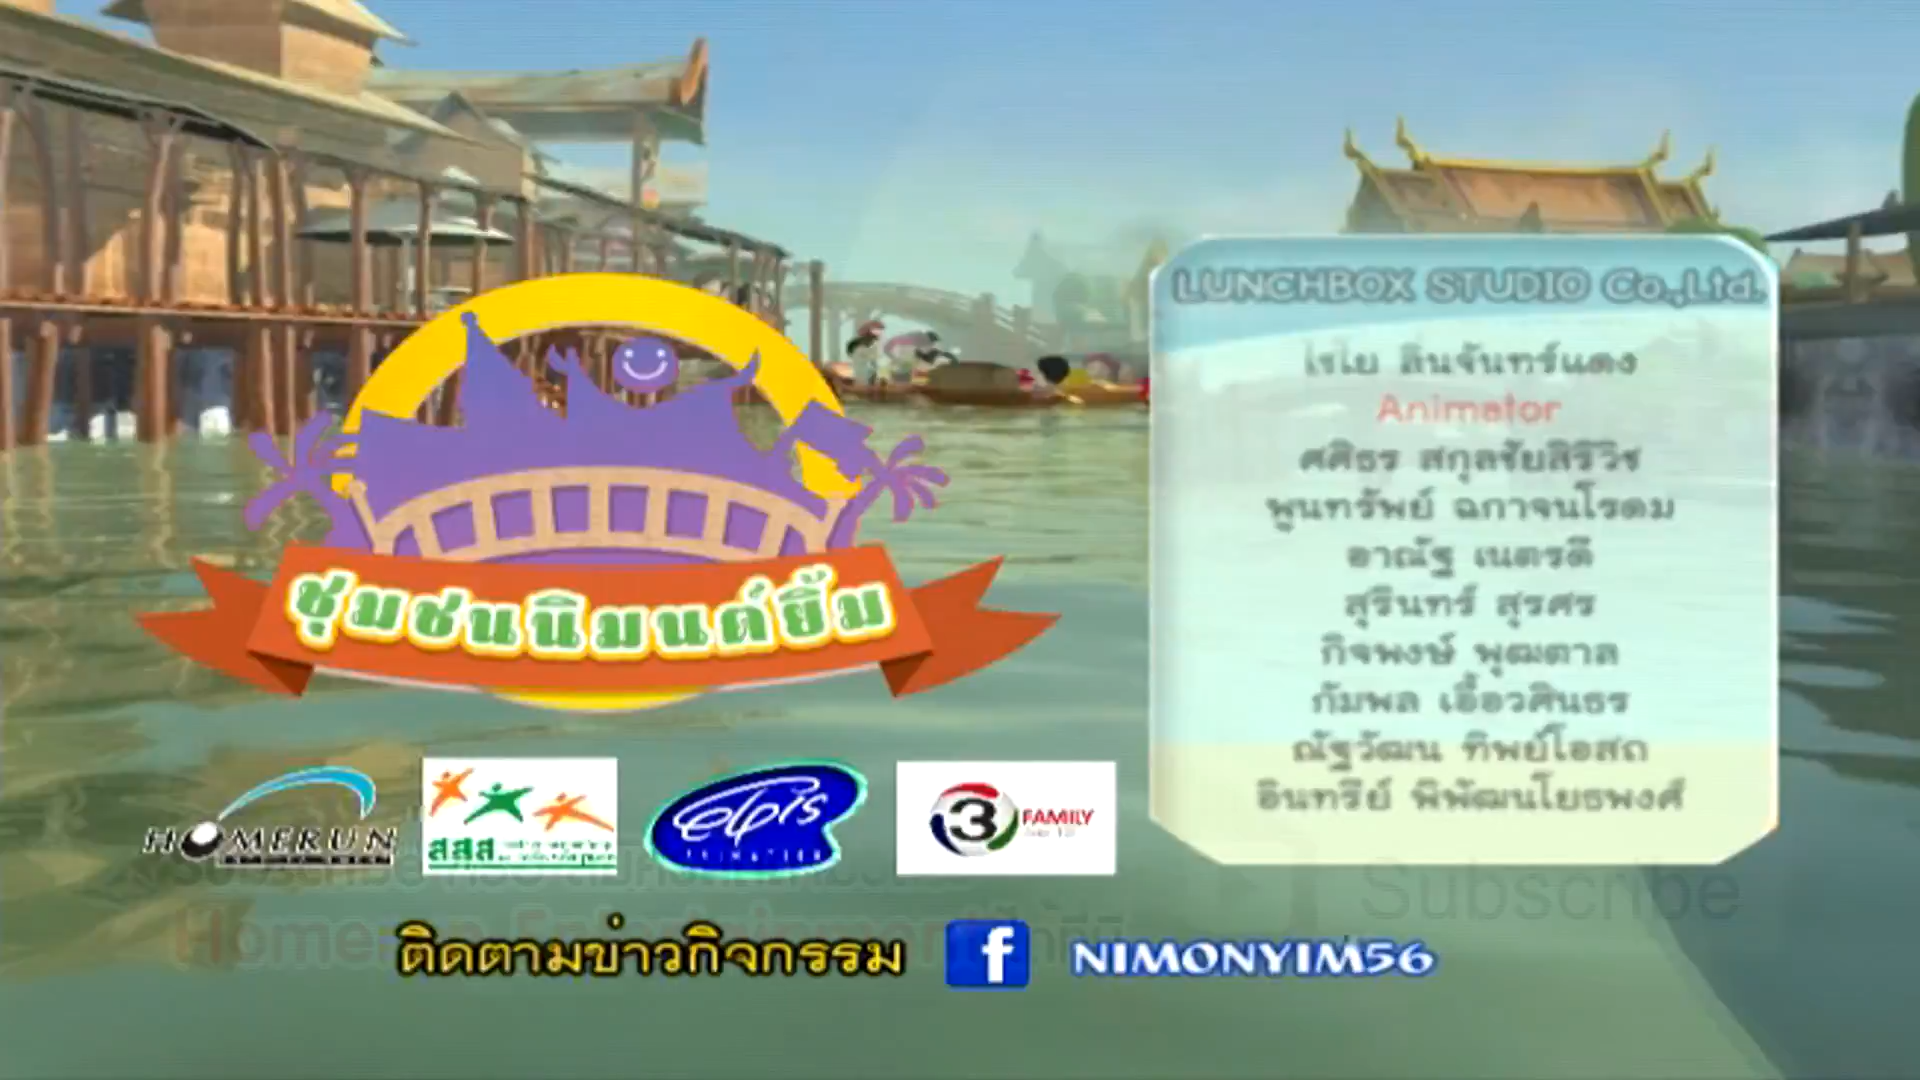 ชุมชนนิมนต์ยิ้ม
HOMERUN
สสส
elpis
ANIMATION
3 FAMILY
ติดตามข่าวกิจกรรม
NIMONYIM56
Subscribe
LUNCHBOX STUDIO Co.,Ltd.
ไรไย ลิ่นจันทร์แดง
Animator
ศศิธร สกุลชัยสิริวิช
พูนทรัพย์ ฉกาจนโรดม
อาณัฐ เนตรดี
สุรินทร์ สุรศร
กิจพงษ์ พุฒตาล
กัมพล เอื้อวศินธร
ณัฐวัฒน ทิพย์โอสถ
อินทรีย์ พิพัฒนโยธพงศ์